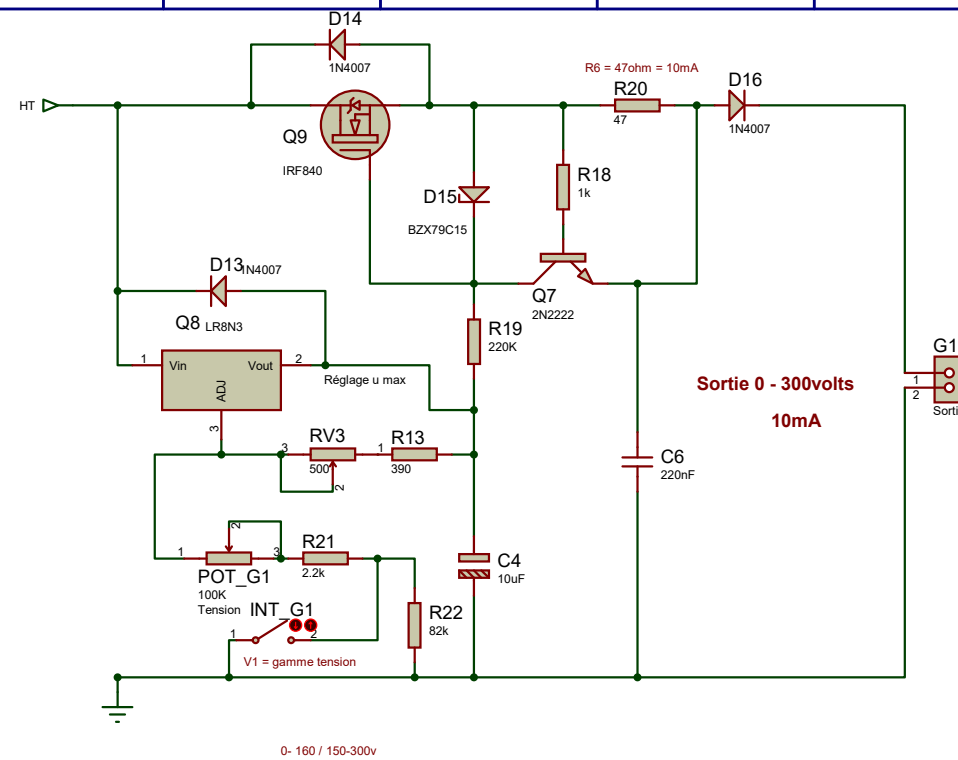 D14
1N4007
HT
Q9
IRF840
R6 = 47ohm = 10mA
R20
47
D16
1N4007
R18
1k
D15
BZX79C15
Q7
2N2222
D13 1N4007
Q8 LR8N3
1 Vin Vout 2
ADJ
3
Réglage u max
R19
220K
G1
1
2
Sorti
Sortie 0 - 300volts
10mA
3 RV3 1 R13
500 390
2
C6
220nF
2
1 3 R21
2.2k
POT_G1
100K
Tension
C4
10uF
INT_G1
1 2
R22
82k
V1 = gamme tension
0- 160 / 150-300v